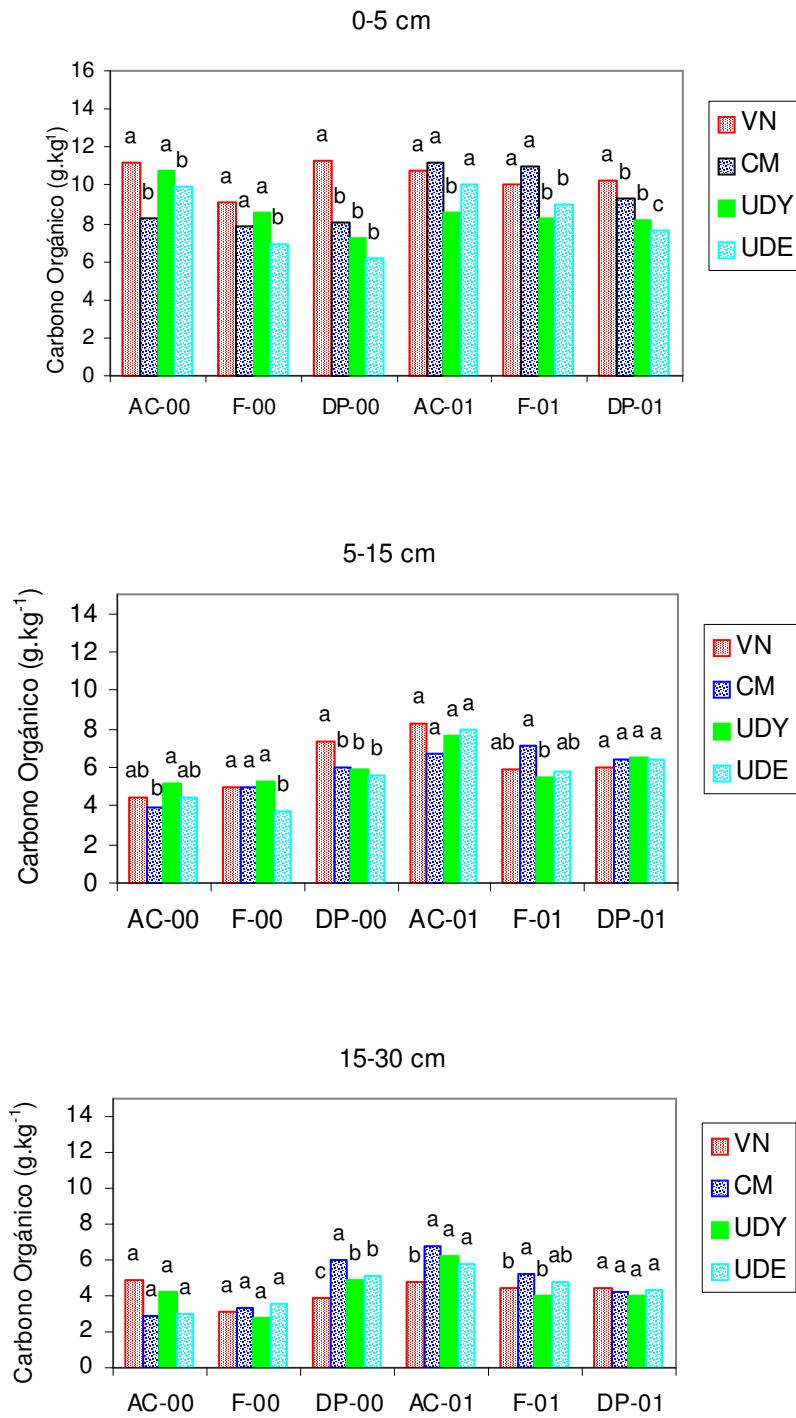 0-5 cm
Carbono Orgánico (g.kg¹)
16
14
12
10
8
6
4
2
0
a b a b
a a a b
a b b b
a a b a
a a b b
a b b c
AC-00 F-00 DP-00 AC-01 F-01 DP-01
VN
CM
UDY
UDE
5-15 cm
Carbono Orgánico (g.kg⁻¹)
14
12
10
8
6
4
2
0
ab b a ab
a a a b
a b b b
a a a a
ab a b ab
a a a a
AC-00 F-00 DP-00 AC-01 F-01 DP-01
VN
CM
UDY
UDE
15-30 cm
Carbono Orgánico (g.kg⁻¹)
14
12
10
8
6
4
2
0
a a a a
a a a a
c a b b
b a a a
b a b ab
a a a a
AC-00 F-00 DP-00 AC-01 F-01 DP-01
VN
CM
UDY
UDE